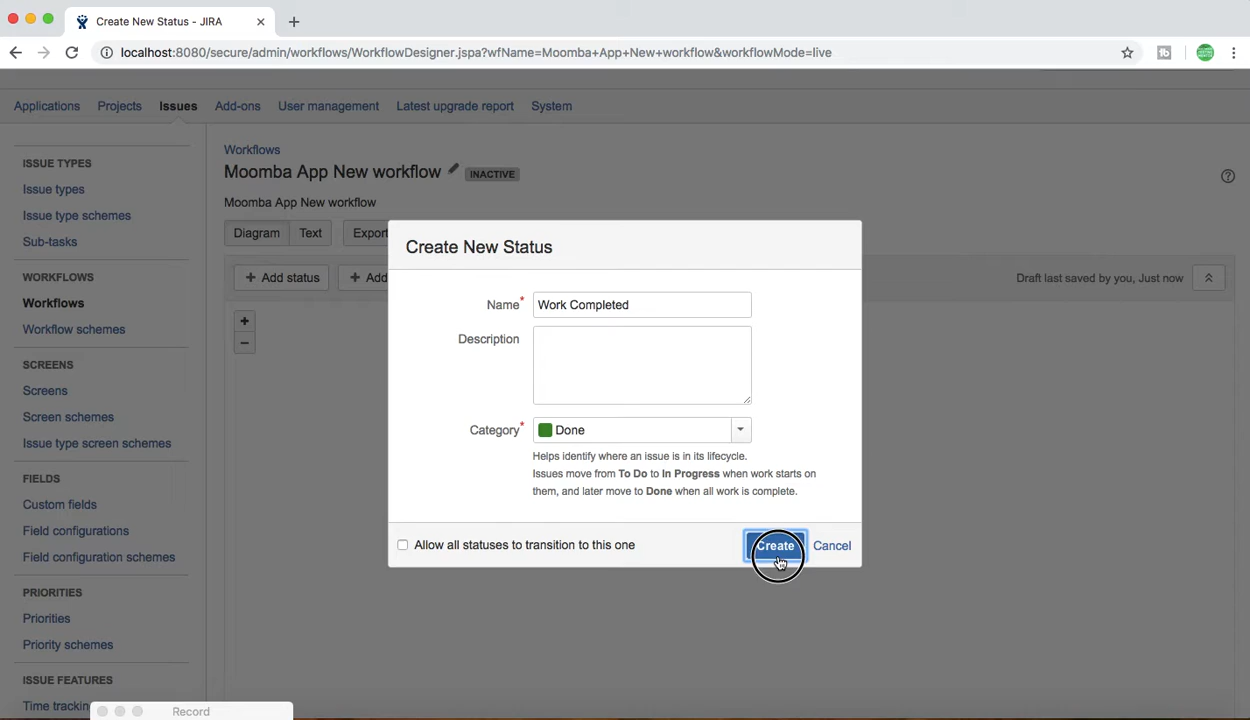 Create New Status - JIRA
localhost:8080/secure/admin/workflows/WorkflowDesigner.jspa?wfName=Moomba+App+New+workflow&workflowMode=live
Applications Projects Issues Add-ons User management Latest upgrade report System
ISSUE TYPES
Issue types
Issue type schemes
Sub-tasks
WORKFLOWS
Workflows
Workflow schemes
SCREENS
Screens
Screen schemes
Issue type screen schemes
FIELDS
Custom fields
Field configurations
Field configuration schemes
PRIORITIES
Priorities
Priority schemes
ISSUE FEATURES
Time trackin
Workflows
Moomba App New workflow INACTIVE
Moomba App New workflow
Diagram Text Export
+ Add status + Add
Draft last saved by you, Just now
+
−
Create New Status
Name* Work Completed
Description
Category* Done
Helps identify where an issue is in its lifecycle.
Issues move from To Do to In Progress when work starts on
them, and later move to Done when all work is complete.
Allow all statuses to transition to this one
Create Cancel
Record